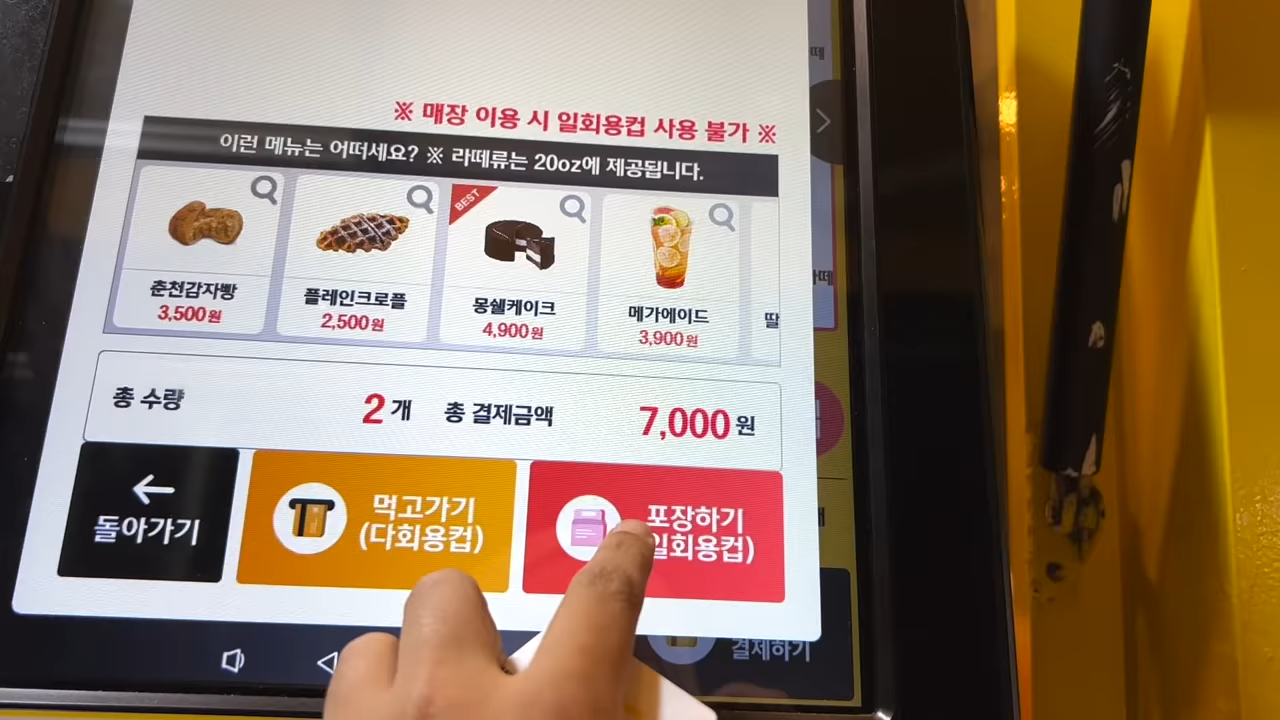 ※ 매장 이용 시 일회용컵 사용 불가 ※
이런 메뉴는 어떠세요? ※ 라떼류는 20oz에 제공됩니다.
BEST
춘천감자빵
3,500원
플레인크로플
2,500원
몽쉘케이크
4,900원
메가에이드
3,900원
딸
총 수량
2개
총 결제금액
7,000원
돌아가기
먹고가기
(다회용컵)
포장하기
일회용컵)
결제하기